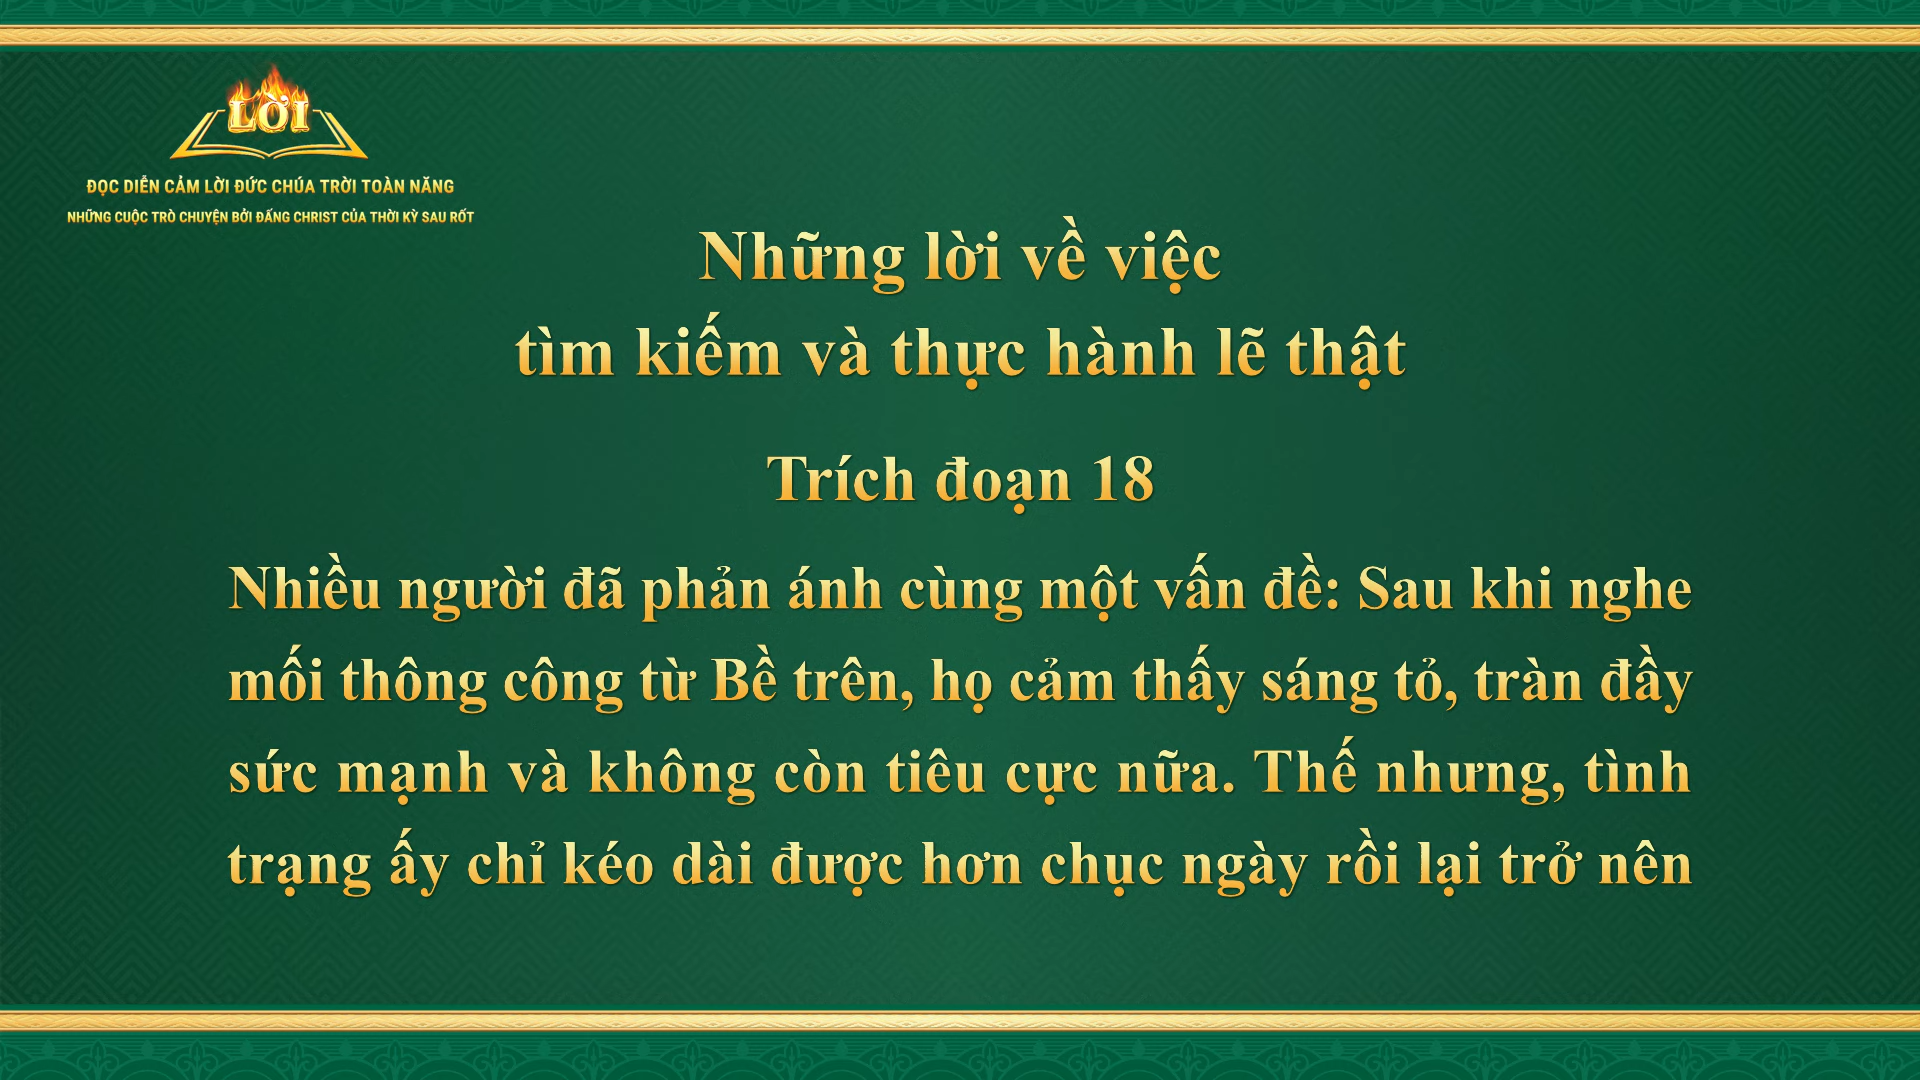 LỜI
ĐỌC DIỄN CẢM LỜI ĐỨC CHÚA TRỜI TOÀN NĂNG
NHỮNG CUỘC TRÒ CHUYỆN BỞI ĐẤNG CHRIST CỦA THỜI KỲ SAU RỐT
Những lời về việc
tìm kiếm và thực hành lẽ thật
Trích đoạn 18
Nhiều người đã phản ánh cùng một vấn đề: Sau khi nghe
mối thông công từ Bề trên, họ cảm thấy sáng tỏ, tràn đầy
sức mạnh và không còn tiêu cực nữa. Thế nhưng, tình
trạng ấy chỉ kéo dài được hơn chục ngày rồi lại trở nên